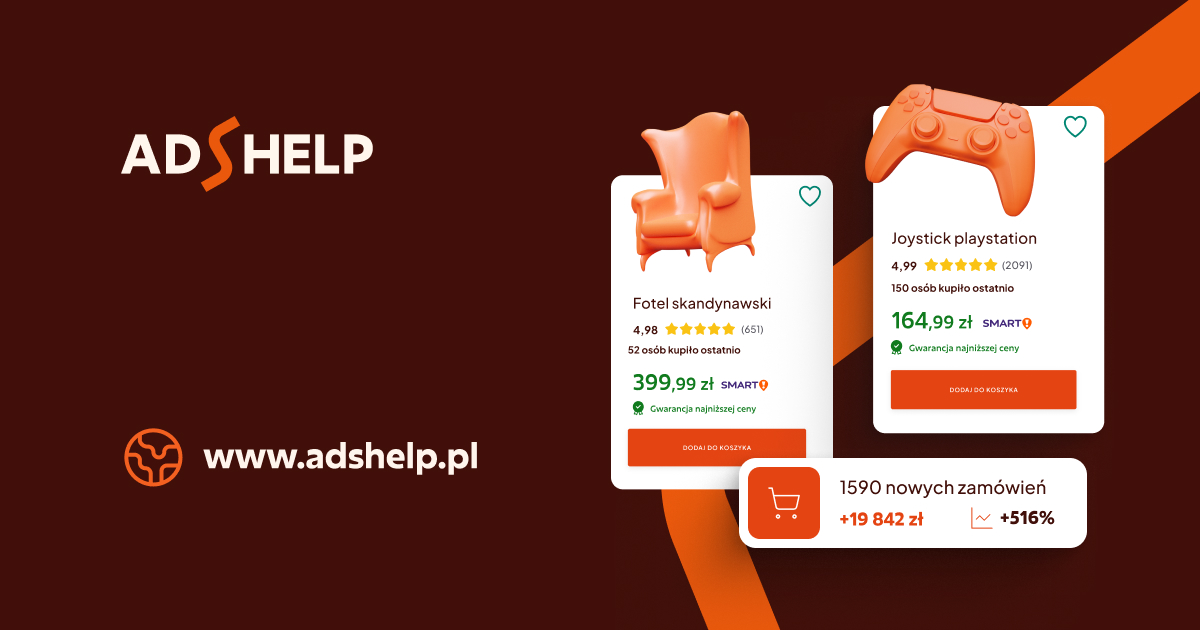 ADSHELP
www.adshelp.pl
Fotel skandynawski
4,98 (651)
52 osób kupiło ostatnio
399,99 zł SMART!
Gwarancja najniższej ceny
DODAJ DO KOSZYKA
Joystick playstation
4,99 (2091)
150 osób kupiło ostatnio
164,99 zł SMART!
Gwarancja najniższej ceny
DODAJ DO KOSZYKA
1590 nowych zamówień
+19 842 zł +516%